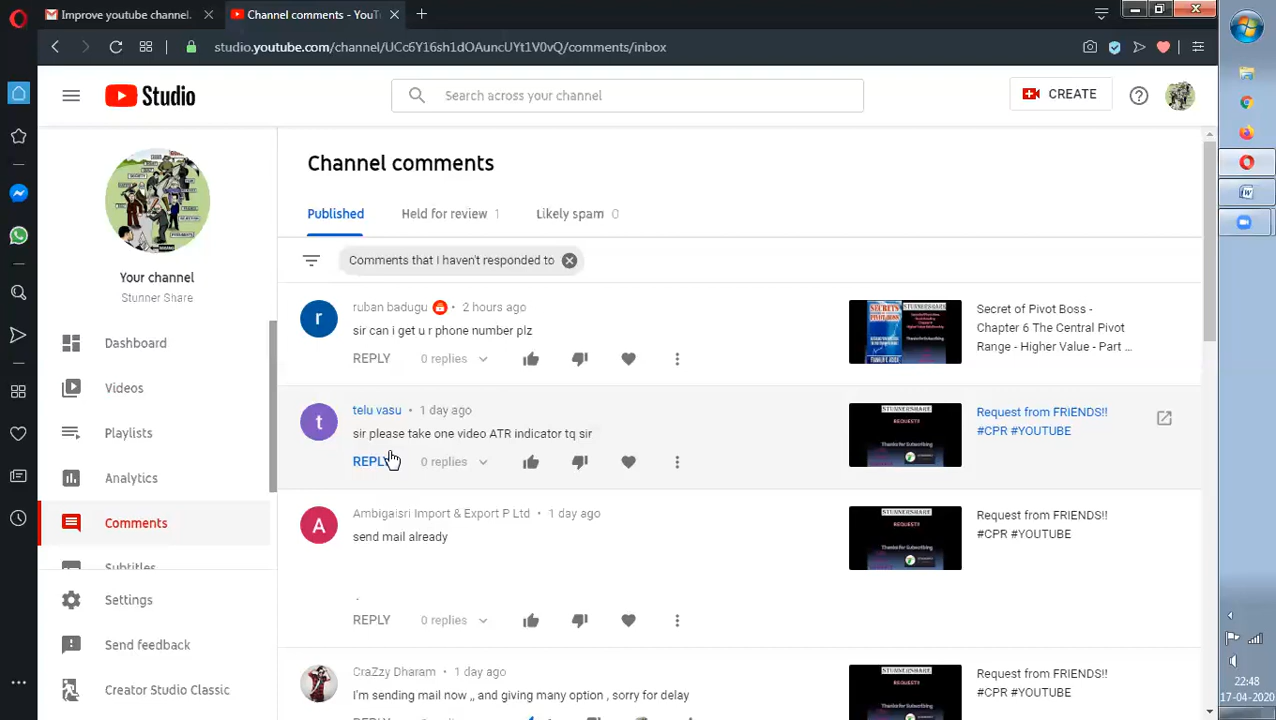 Improve yourself
Channel comments - YouT
studio.youtube.com/channel/UCc6Y16sh1dOAunkUYt1V0vQ/comments/inbox
Studio
Search across your channel
CREATE
Your channel
Stunner Share
Dashboard
Videos
Playlists
Analytics
Comments
Subtitles
Settings
Send feedback
Creator Studio Classic
Channel comments
Published
Held for review 1
Likely spam 0
Comments that I haven't responded to
ruban badugu • 2 hours ago
sir can i get u r phone num plz
REPLY 0 replies
Secret of Pivot Boss -
Chapter 6 The Central Pivot
Range - Higher Value - Part ...
telu vasu • 1 day ago
sir please take one video ATR indicator tq sir
REPLY 0 replies
Request from FRIENDS!!
#CPR #YOUTUBE
Ambigaisri Import & Export P Ltd • 1 day ago
send mail already
.
REPLY 0 replies
Request from FRIENDS!!
#CPR #YOUTUBE
CraZzy Dharam • 1 day ago
I'm sending mail now and giving more option , sorry for delay
Request from FRIENDS!!
#CPR #YOUTUBE
22:48
17-04-2020